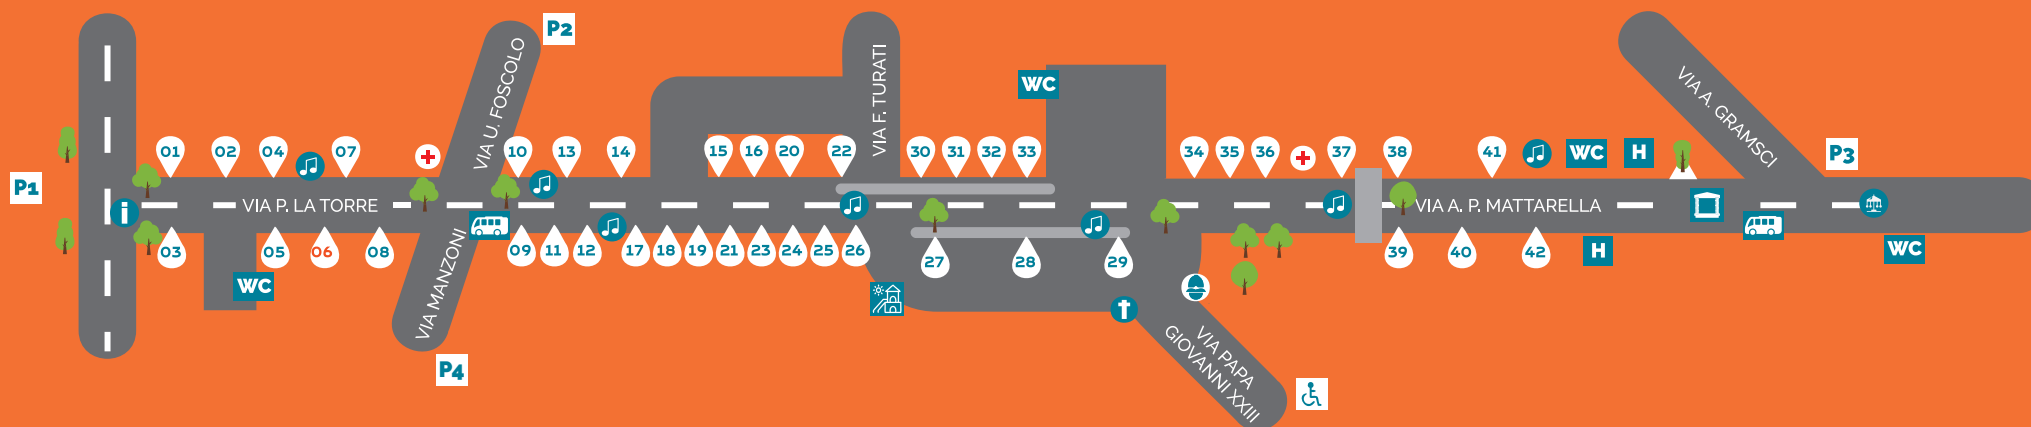 P1
P2
P3
P4
VIA U. FOSCOLO
VIA F. TURATI
VIA A. GRAMSCI
WC
01
02
04
07
10
13
14
15
16
20
22
30
31
32
33
34
35
36
37
38
41
WC
H
i
VIA P. LA TORRE
VIA A. P. MATTARELLA
03
05
06
08
09
11
12
17
18
19
21
23
24
25
26
27
28
29
39
40
42
H
WC
WC
VIA MANZONI
VIA PAPA
GIOVANNI XXIII